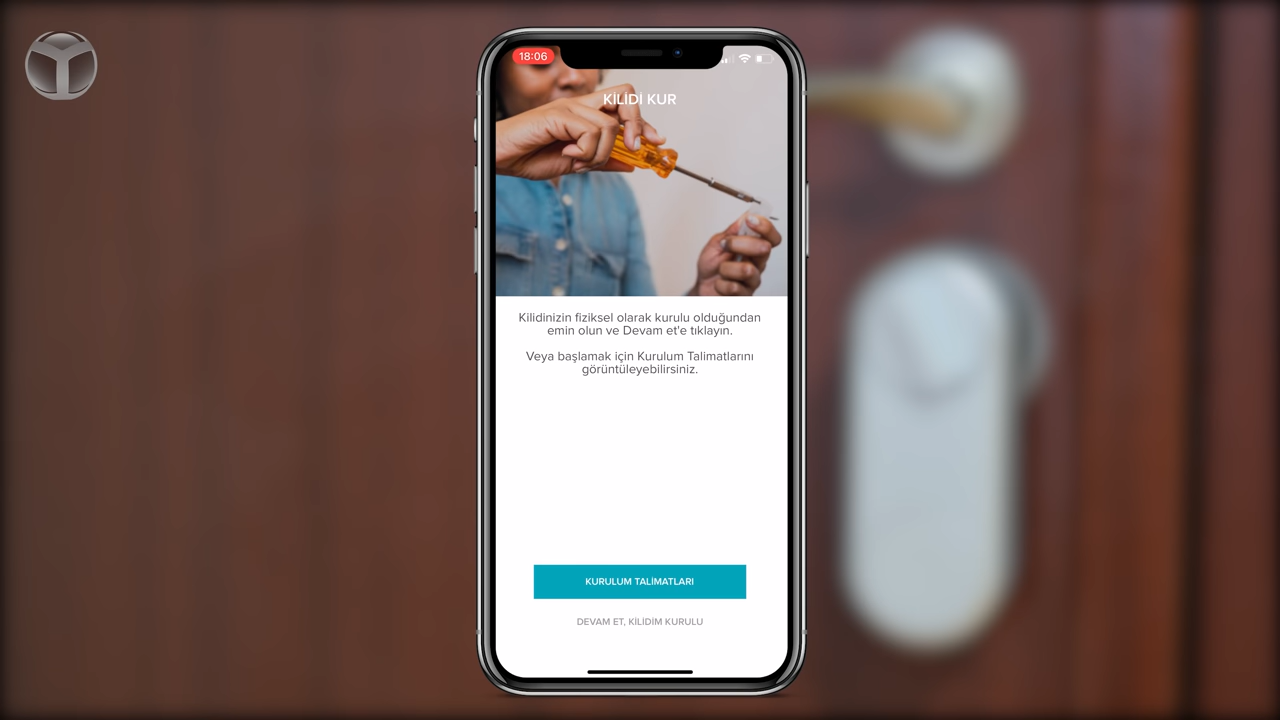 18:06
KİLİDİ KUR
Kilidinizin fiziksel olarak kurulu olduğundan
emin olun ve Devam et'e tıklayın.
Veya başlamak için Kurulum Talimatlarını
görüntüleyebilirsiniz.
KURULUM TALİMATLARI
DEVAM ET, KİLİDİM KURULU